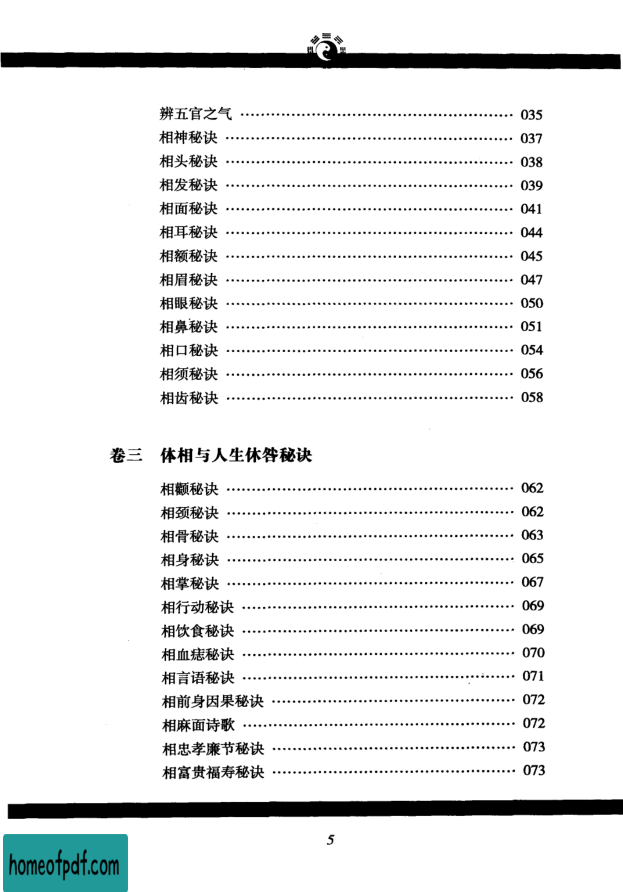 辨五官之气 …………………………………………… 035
相神秘诀 …………………………………………… 037
相头秘诀 …………………………………………… 038
相发秘诀 …………………………………………… 039
相面秘诀 …………………………………………… 041
相耳秘诀 …………………………………………… 044
相额秘诀 …………………………………………… 045
相眉秘诀 …………………………………………… 047
相眼秘诀 …………………………………………… 050
相鼻秘诀 …………………………………………… 051
相口秘诀 …………………………………………… 054
相须秘诀 …………………………………………… 056
相齿秘诀 …………………………………………… 058
卷三 体相与人生休咎秘诀
相颧秘诀 …………………………………………… 062
相颈秘诀 …………………………………………… 062
相骨秘诀 …………………………………………… 063
相身秘诀 …………………………………………… 065
相掌秘诀 …………………………………………… 067
相行动秘诀 …………………………………………… 069
相饮食秘诀 …………………………………………… 069
相血痣秘诀 …………………………………………… 070
相言语秘诀 …………………………………………… 071
相前身因果秘诀 ……………………………………… 072
相麻面诗歌 …………………………………………… 072
相忠孝廉节秘诀 ……………………………………… 073
相富贵福寿秘诀 ……………………………………… 073
5
homeofpdf.com